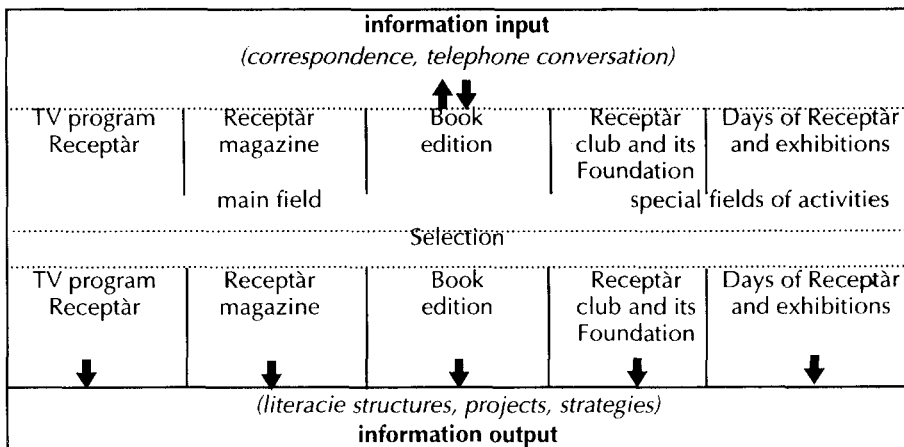 information input
(correspondence, telephone conversation)
TV program Receptàr Book Receptàr Days of Receptàr
Receptàr magazine edition club and its and exhibitions
Foundation
main field special fields of activities
Selection
TV program Receptàr Book Receptàr Days of Receptàr
Receptàr magazine edition club and its and exhibitions
Foundation
(literacie structures, projects, strategies)
information output